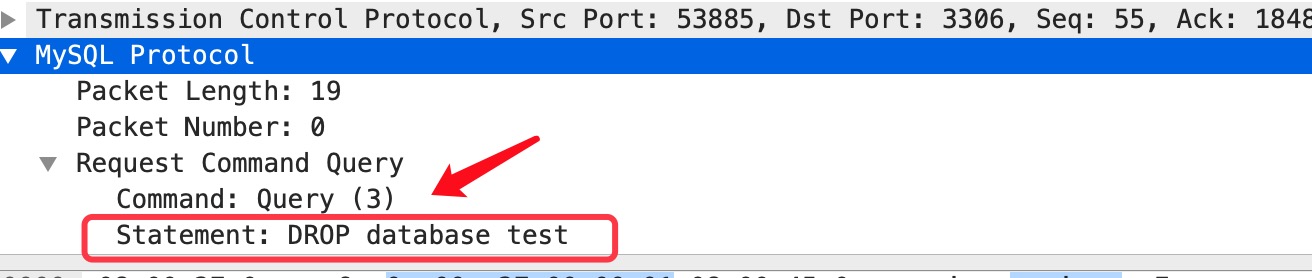 Transmission Control Protocol, Src Port: 53885, Dst Port: 3306, Seq: 55, Ack: 1848
MySQL Protocol
Packet Length: 19
Packet Number: 0
Request Command Query
Command: Query (3)
Statement: DROP database test